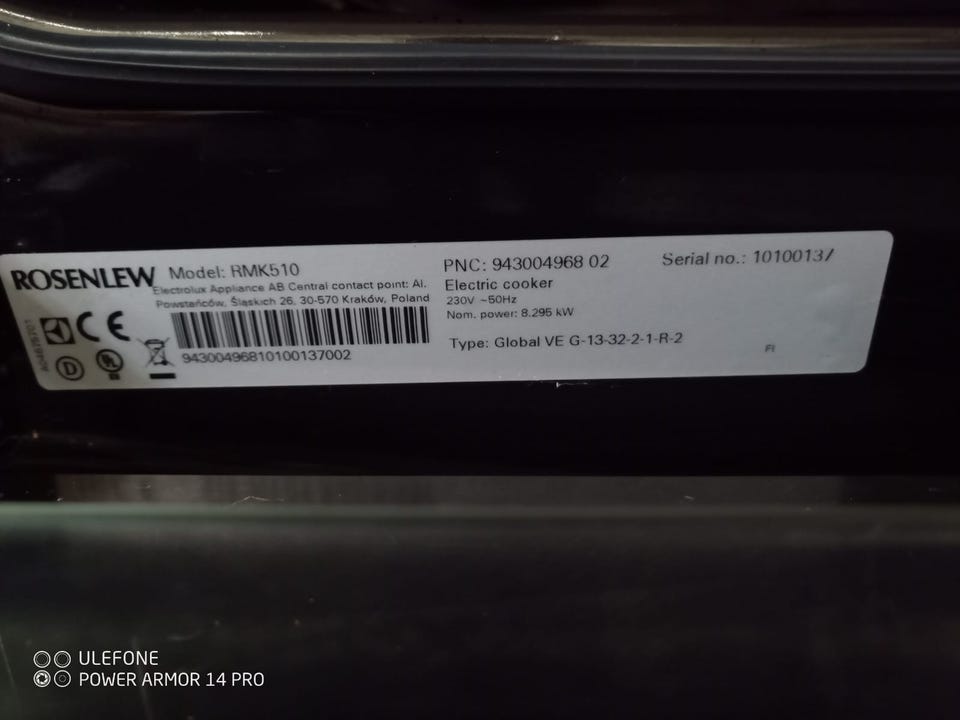 ROSENLEW Model: RMK510
Electrolux Appliance AB Central contact point: Al.
Powstańców, Śląskich 26, 30-570 Kraków, Poland
94300496810100137002
PNC: 943004968 02
Electric cooker
230V ~50Hz
Nom. power: 8.295 kW
Type: Global VE G-13-32-2-1-R-2
Serial no.: 10100137
FI
CE
D
ULEFONE
POWER ARMOR 14 PRO